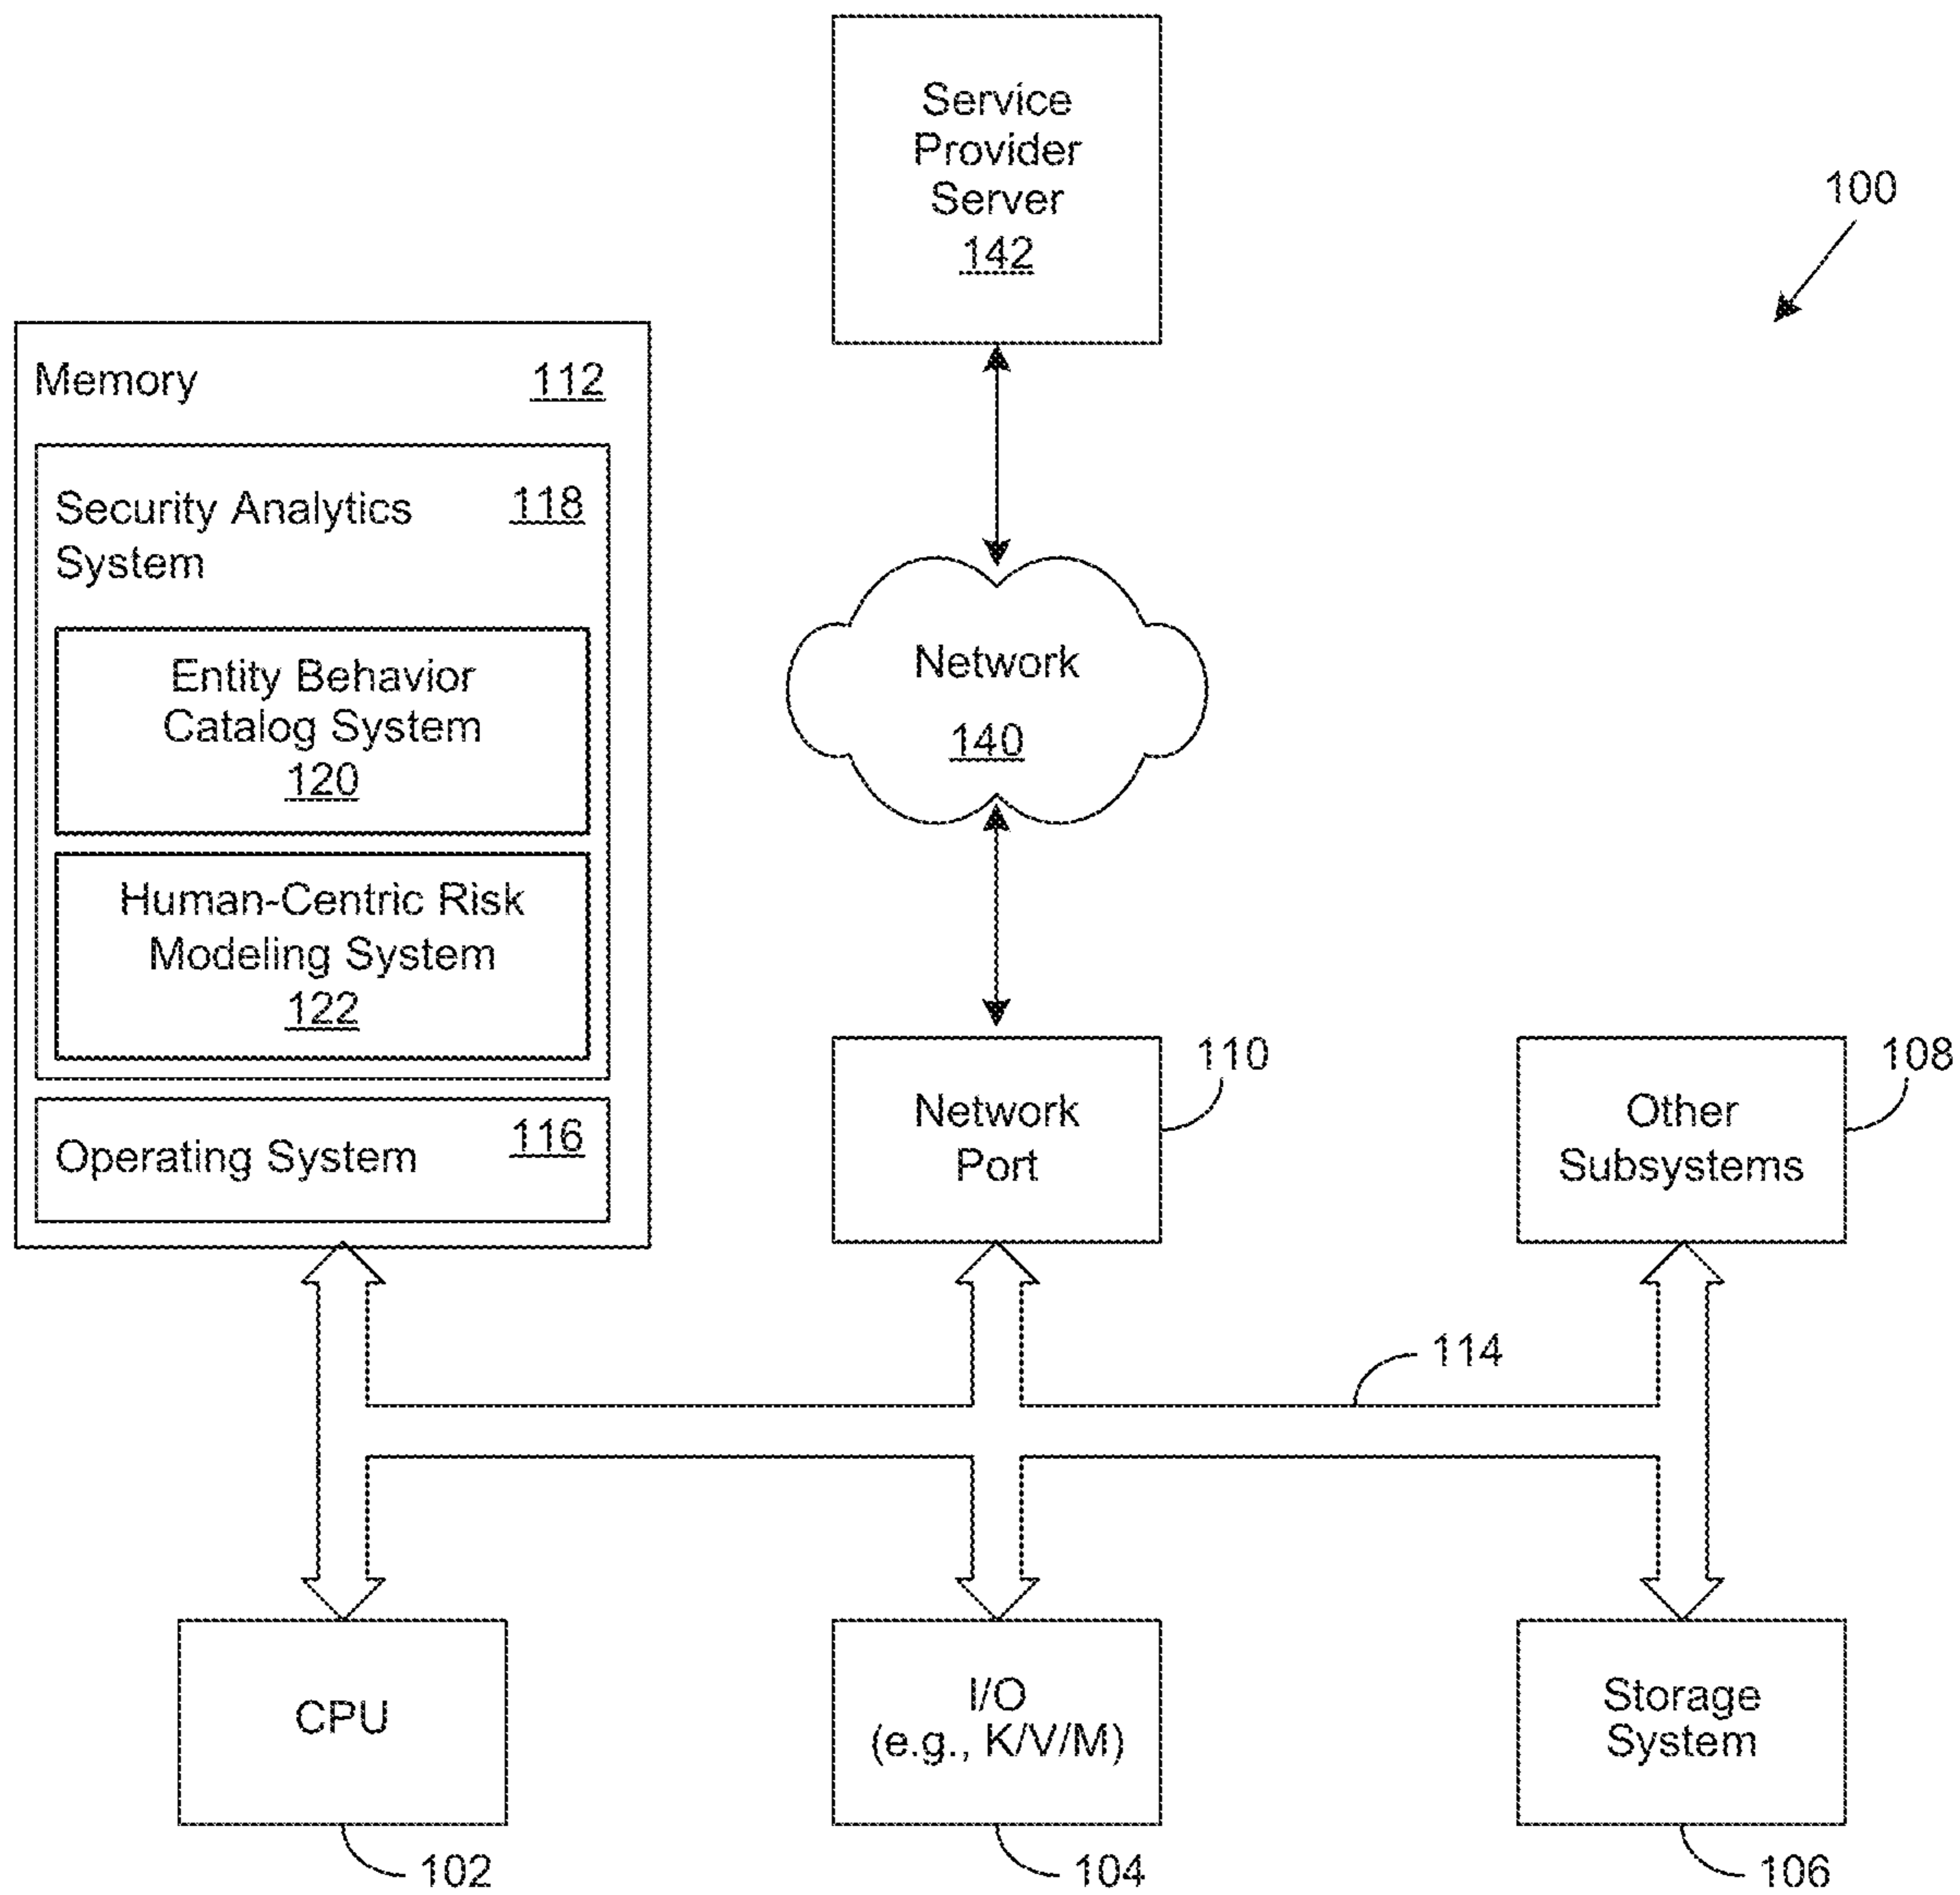 Service
Provider
Server
142
100
Memory 112
Security Analytics 118
System
Entity Behavior
Catalog System
120
Human-Centric Risk
Modeling System
122
Operating System 116
Network
140
Network
Port
110
Other
Subsystems
108
114
CPU
102
I/O
(e.g., K/V/M)
104
Storage
System
106